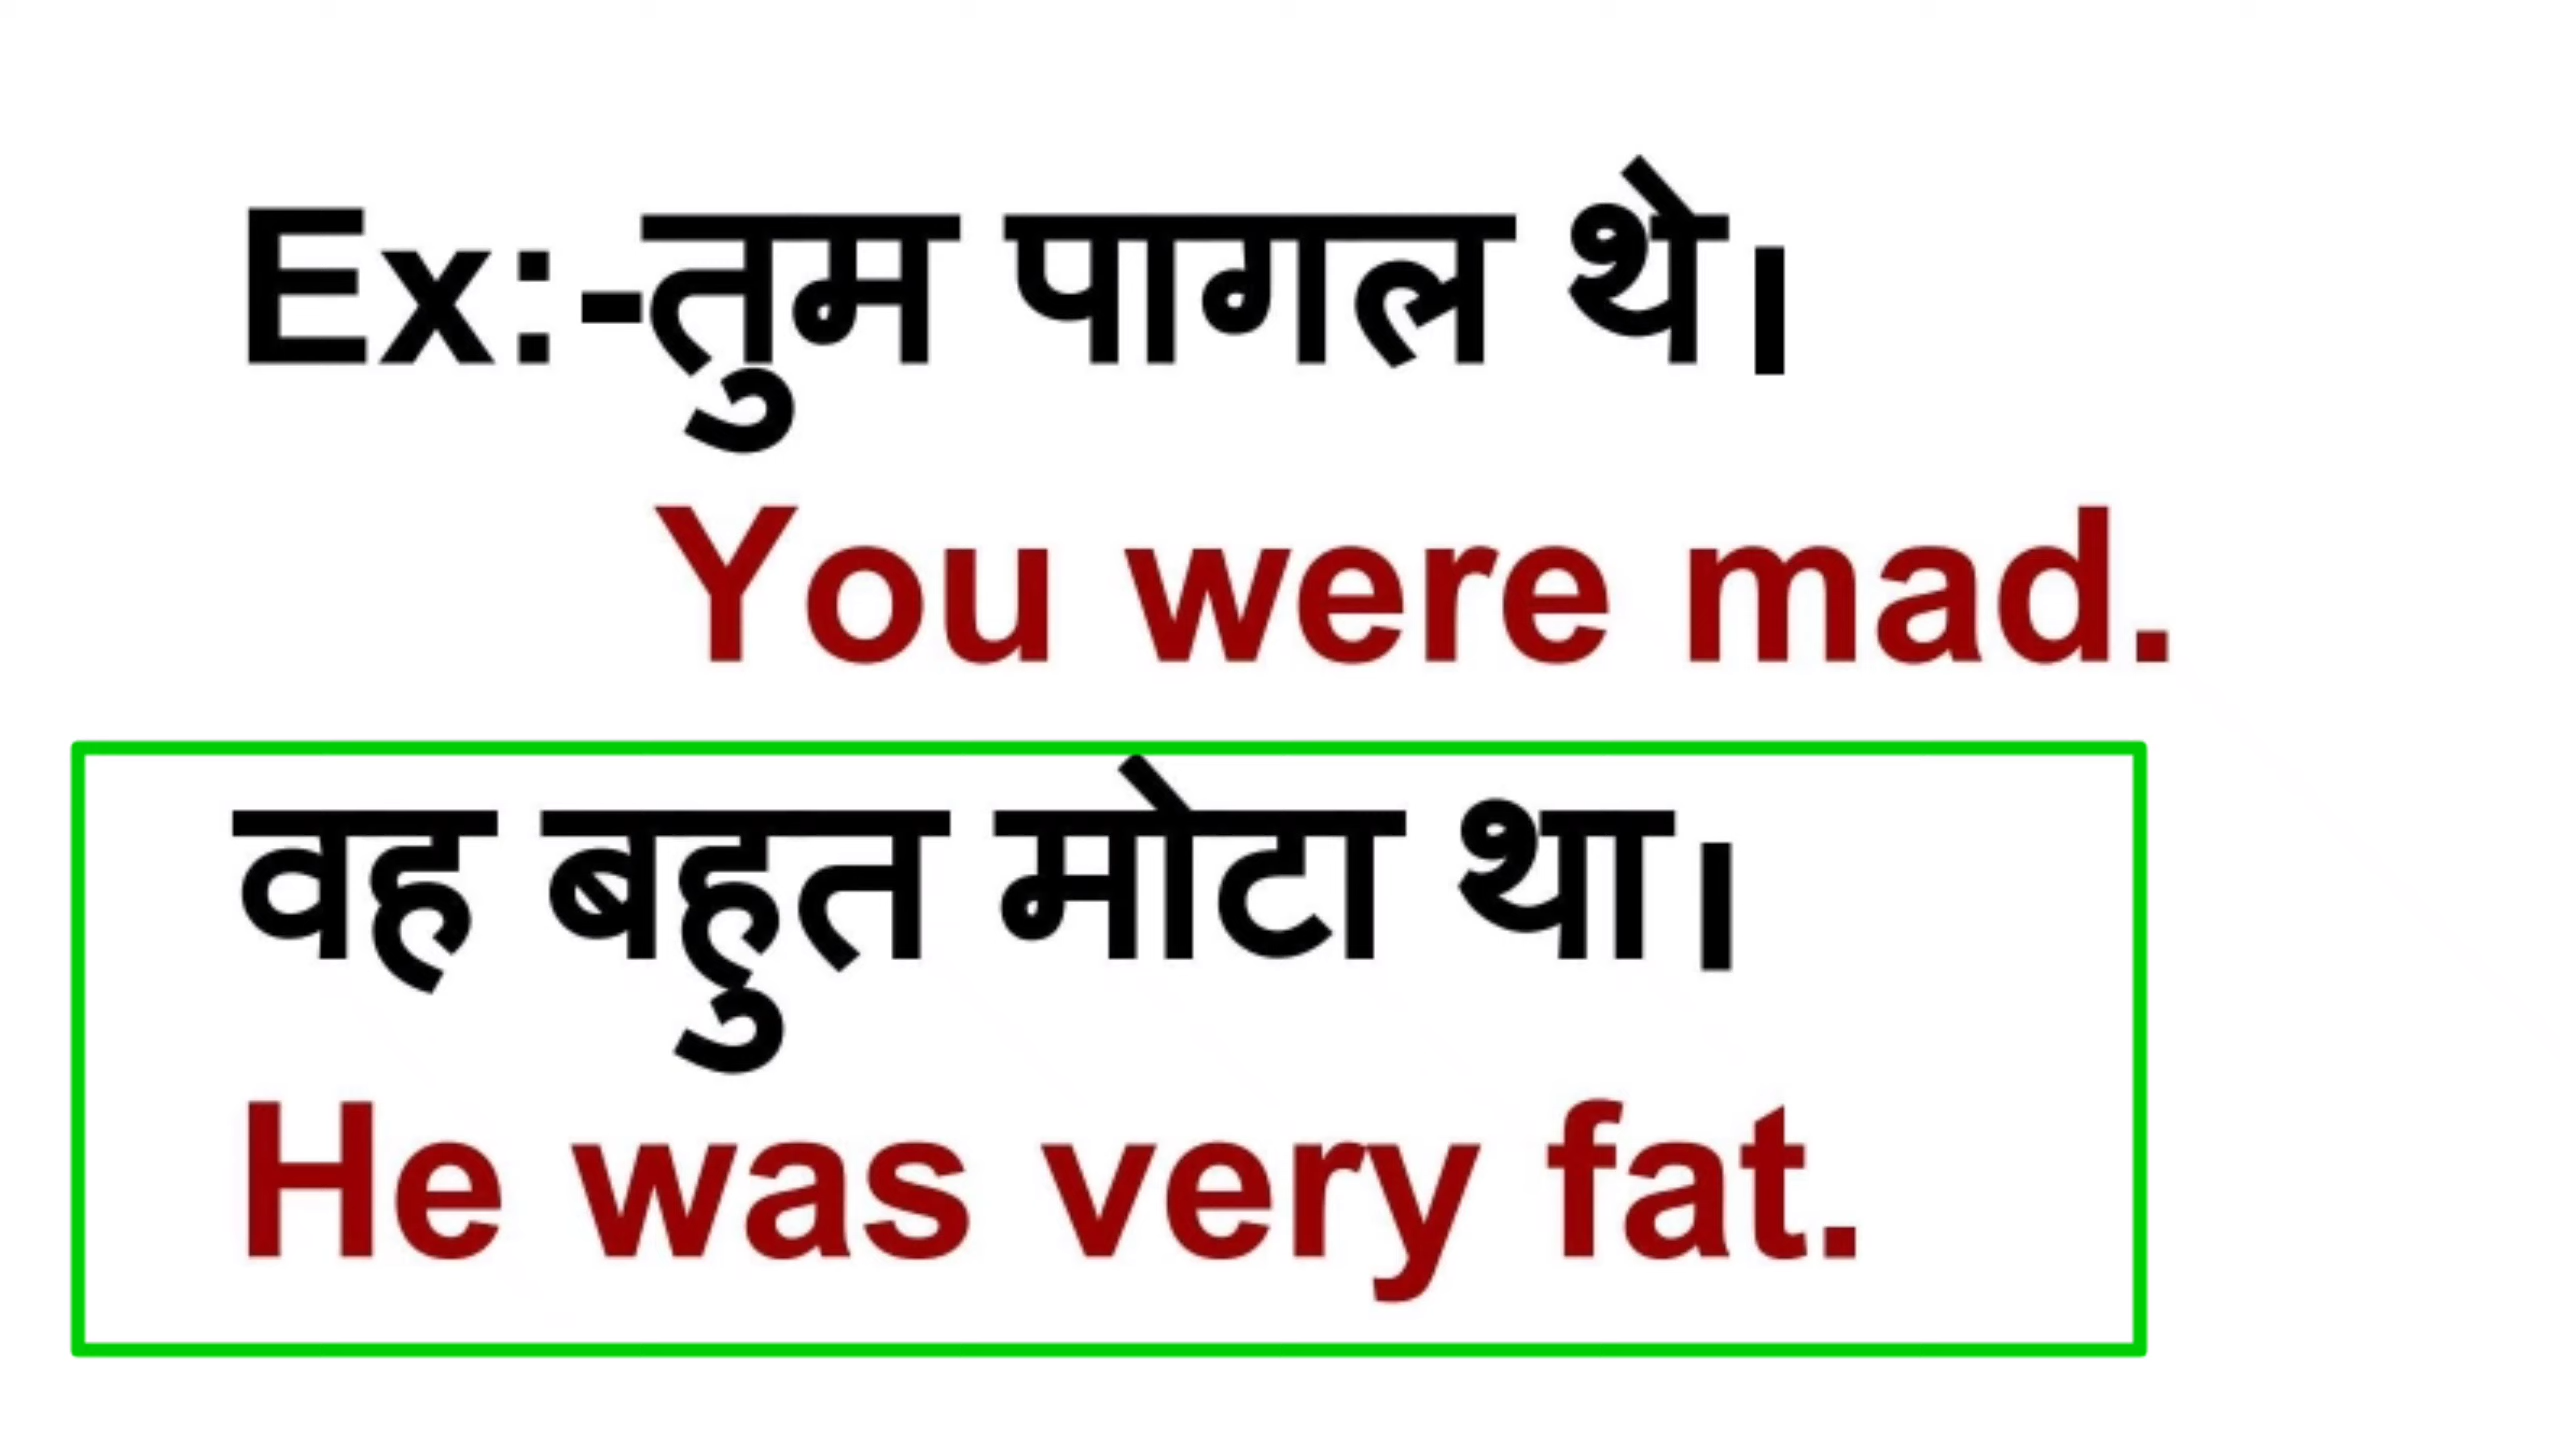 Ex:-तुम पागल थे।
You were mad.
वह बहुत मोटा था।
He was very fat.